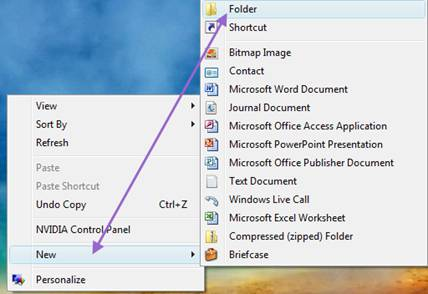 View
Sort By
Refresh
Paste
Paste Shortcut
Undo Copy Ctrl+Z
NVIDIA Control Panel
New
Personalize
Folder
Shortcut
Bitmap Image
Contact
Microsoft Word Document
Journal Document
Microsoft Office Access Application
Microsoft PowerPoint Presentation
Microsoft Office Publisher Document
Text Document
Windows Live Call
Microsoft Excel Worksheet
Compressed (zipped) Folder
Briefcase